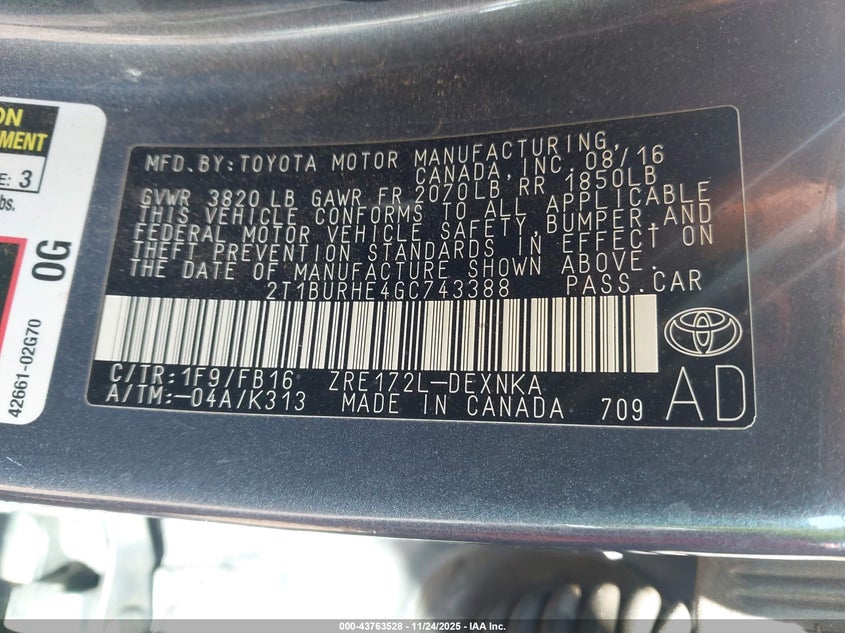 ON
MENT
E: 3
bs.
0G
42661-02G70
MFD.BY:TOYOTA MOTOR MANUFACTURING,
CANADA,INC. 08/16
GVWR 3820 LB GAWR FR 2070LB RR 1850LB
THIS VEHICLE CONFORMS TO ALL APPLICABLE
FEDERAL MOTOR VEHICLE SAFETY,BUMPER,AND
THEFT PREVENTION STANDARDS IN EFFECT ON
THE DATE OF MANUFACTURE SHOWN ABOVE.
2T1BURHE4GC743388 PASS.CAR
C/TR:1F9/FB16 ZRE172L-DEXNKA
A/TM:-04A/K313 MADE IN CANADA 709
AD
000-43763528 - 11/24/2025 - IAA Inc.